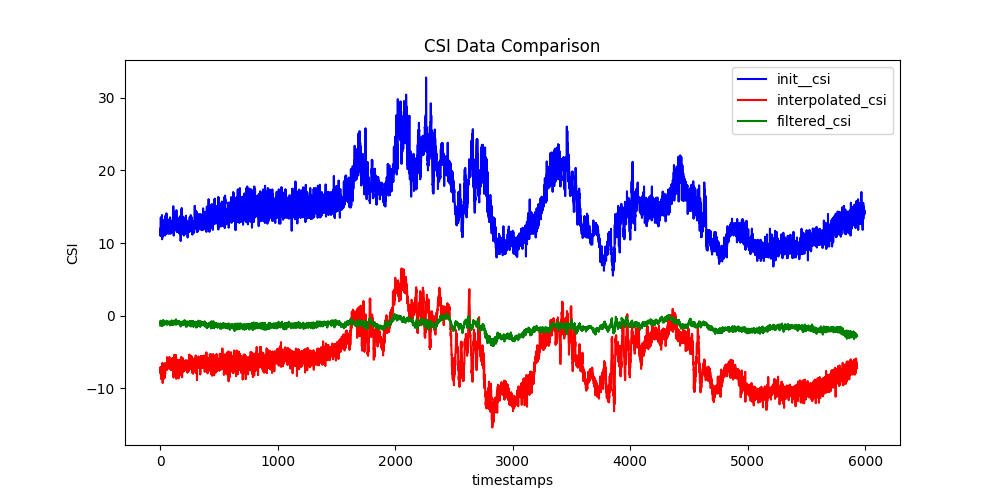 CSI Data Comparison
init__csi
interpolated_csi
filtered_csi
CSI
30
20
10
0
−10
0 1000 2000 3000 4000 5000 6000
timestamps